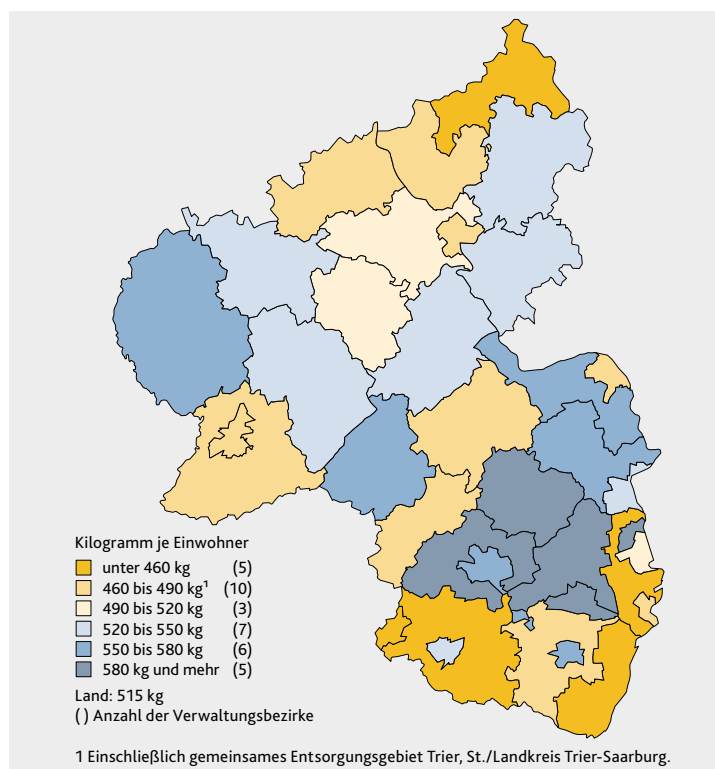 Kilogramm je Einwohner
unter 460 kg (5)
460 bis 490 kg¹ (10)
490 bis 520 kg (3)
520 bis 550 kg (7)
550 bis 580 kg (6)
580 kg und mehr (5)
Land: 515 kg
( ) Anzahl der Verwaltungsbezirke
1 Einschließlich gemeinsames Entsorgungsgebiet Trier, St./Landkreis Trier-Saarburg.